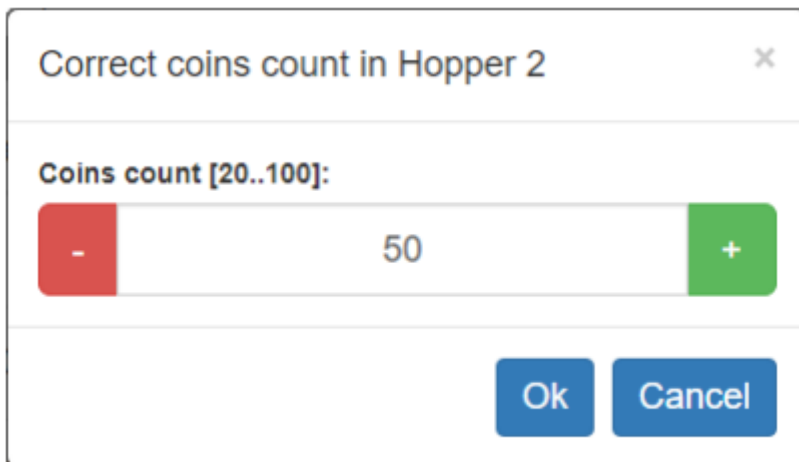 Correct coins count in Hopper 2 ×
Coins count [20..100]:
- 50 +
Ok Cancel